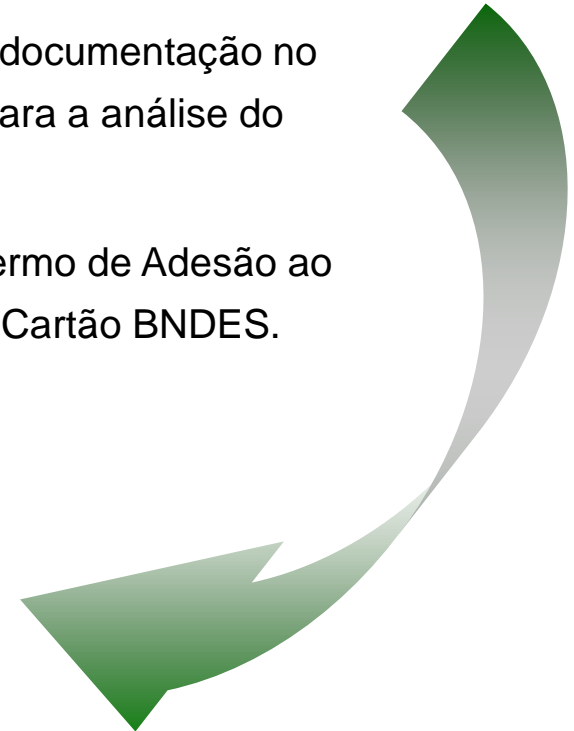 documentação no
ara a análise do
ermo de Adesão ao
Cartão BNDES.